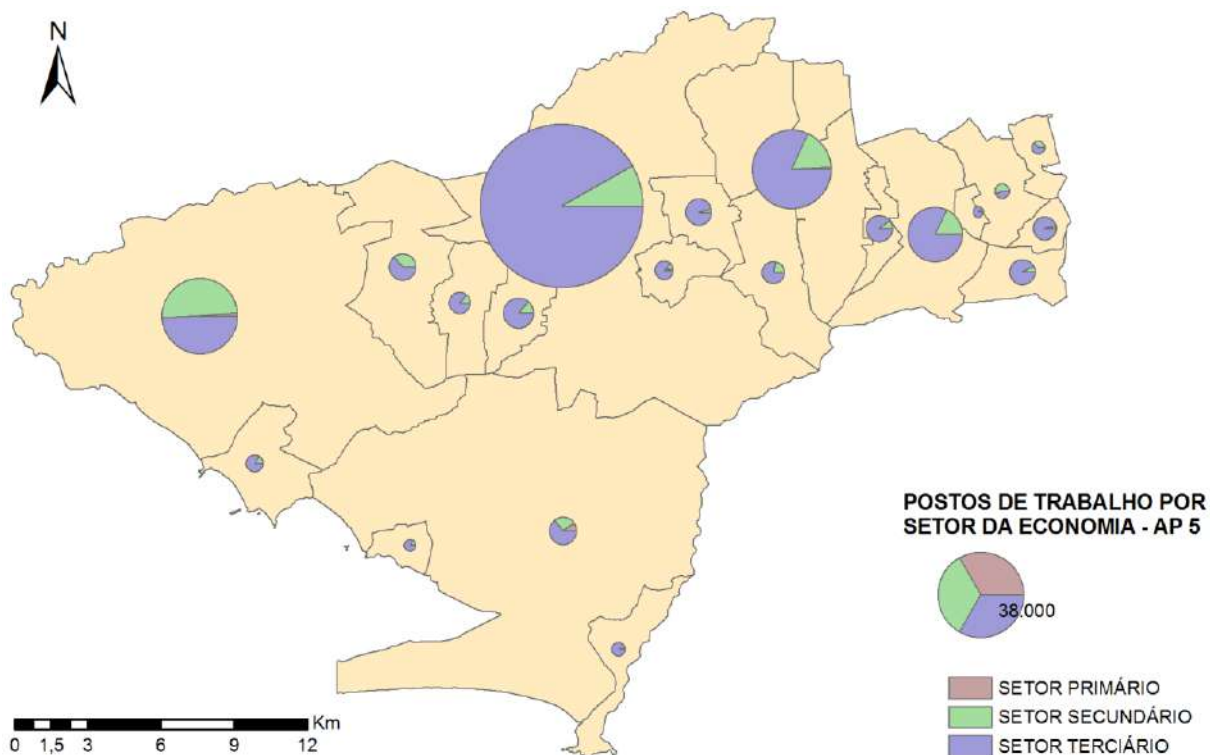 N
POSTOS DE TRABALHO POR
SETOR DA ECONOMIA - AP 5
38.000
SETOR PRIMÁRIO
SETOR SECUNDÁRIO
SETOR TERCIÁRIO
Km
0 1,5 3 6 9 12